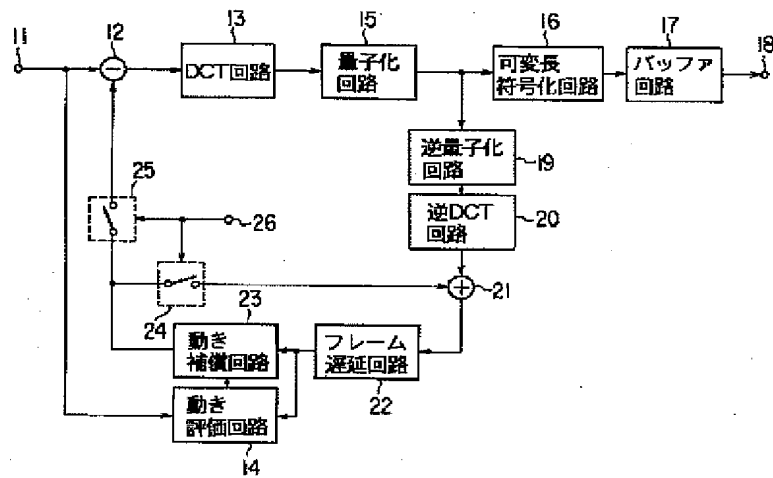 11
12
13
DCT回路
15
量子化
回路
16
可変長
符号化回路
17
バッファ
回路
18
逆量子化
回路
19
逆DCT
回路
20
25
26
24
21
23
動き
補償回路
フレーム
遅延回路
22
動き
評価回路
14